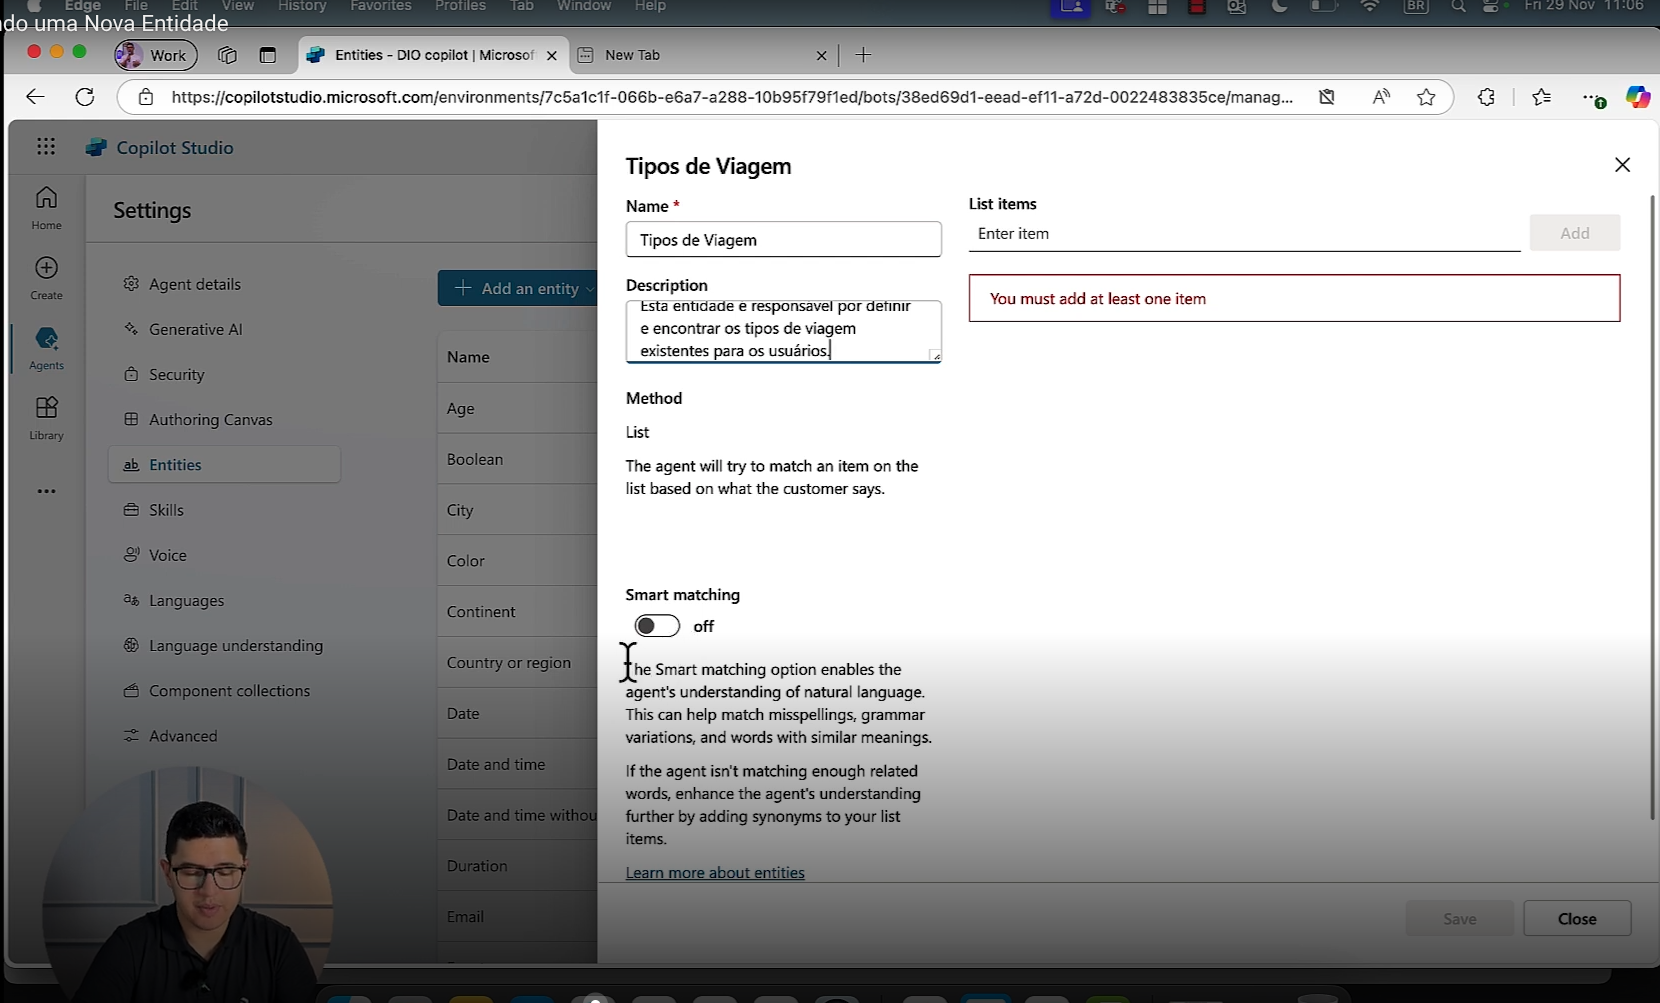 Edge File Edit View History Favorites Profiles Tab Window Help
BR
Fri 29 Nov 11:06
do uma Nova Entidade
Work
Entities - DIO copilot | Microsof
New Tab
https://copilotstudio.microsoft.com/environments/7c5a1c1f-066b-e6a7-a288-10b95f79f1ed/bots/38ed69d1-eead-ef11-a72d-0022483835ce/manag...
Copilot Studio
Home
Create
Agents
Library
Settings
Agent details
Generative AI
Security
Authoring Canvas
Entities
Skills
Voice
Languages
Language understanding
Component collections
Advanced
Add an entity
Name
Age
Boolean
City
Color
Continent
Country or region
Date
Date and time
Date and time withou
Duration
Email
Tipos de Viagem
Name *
Tipos de Viagem
Description
Esta entidade é responsável por definir
e encontrar os tipos de viagem
existentes para os usuários.
Method
List
The agent will try to match an item on the
list based on what the customer says.
Smart matching
off
The Smart matching option enables the
agent's understanding of natural language.
This can help match misspellings, grammar
variations, and words with similar meanings.
If the agent isn't matching enough related
words, enhance the agent's understanding
further by adding synonyms to your list
items.
Learn more about entities
List items
Enter item
Add
You must add at least one item
Save
Close